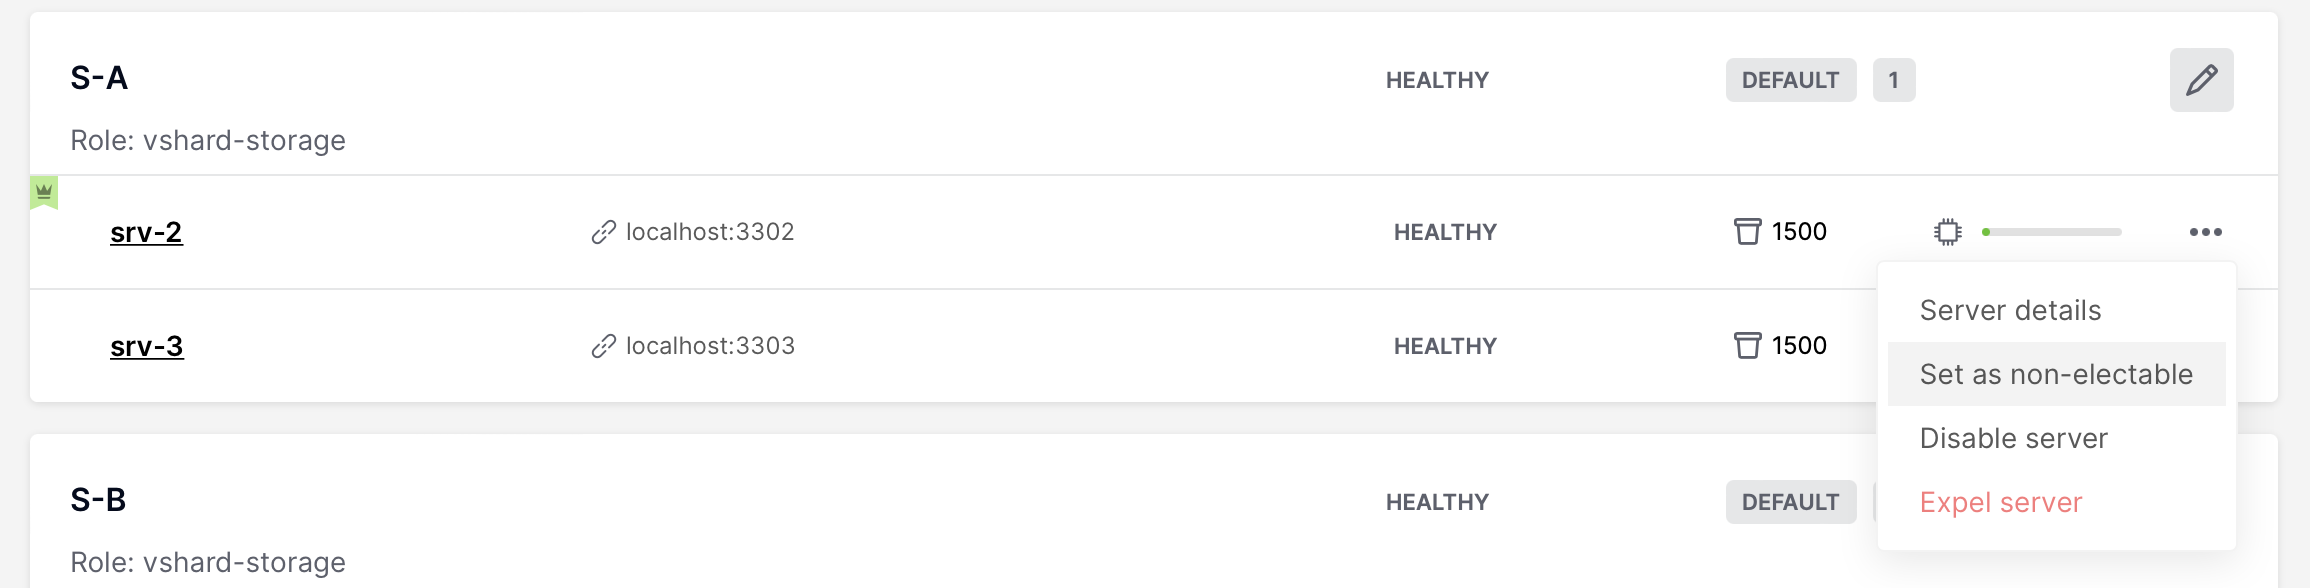 S-A HEALTHY DEFAULT 1
Role: vshard-storage
srv-2 localhost:3302 HEALTHY 1500
srv-3 localhost:3303 HEALTHY 1500
Server details
Set as non-electable
Disable server
Expel server
S-B HEALTHY DEFAULT
Role: vshard-storage